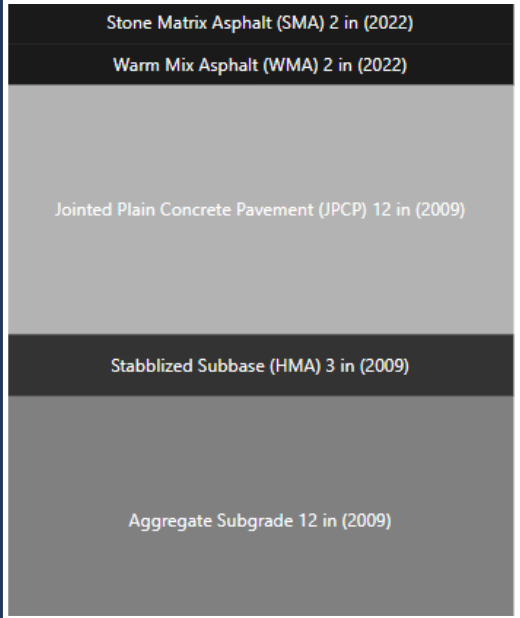 Stone Matrix Asphalt (SMA) 2 in (2022)
Warm Mix Asphalt (WMA) 2 in (2022)
Jointed Plain Concrete Pavement (JPCP) 12 in (2009)
Stabblized Subbase (HMA) 3 in (2009)
Aggregate Subgrade 12 in (2009)